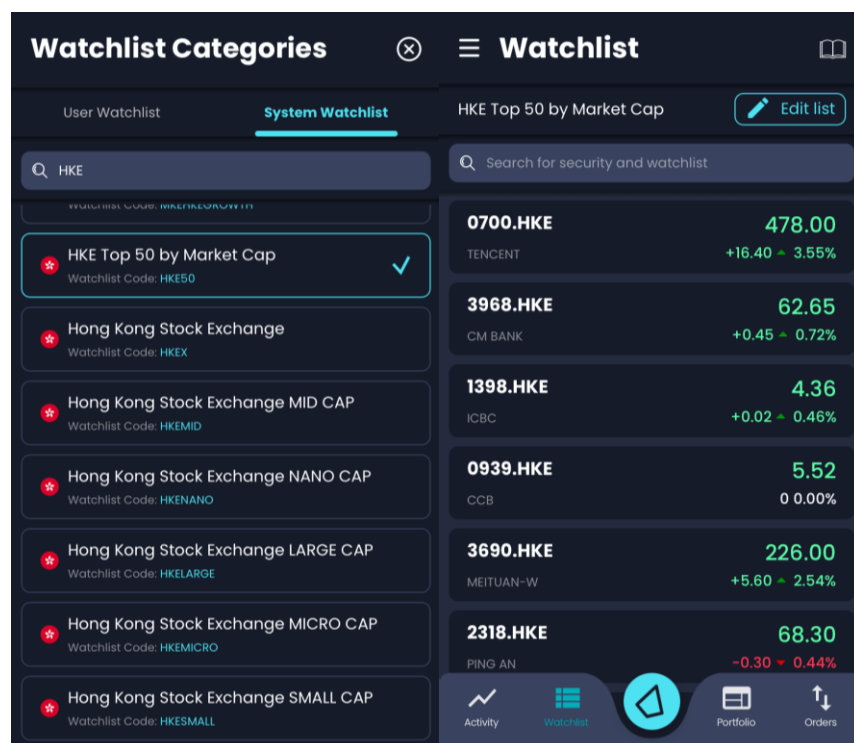 Watchlist Categories
User Watchlist
System Watchlist
HKE
Watchlist Code: MKEHKEGROWTH
HKE Top 50 by Market Cap
Watchlist Code: HKE50
Hong Kong Stock Exchange
Watchlist Code: HKEX
Hong Kong Stock Exchange MID CAP
Watchlist Code: HKEMID
Hong Kong Stock Exchange NANO CAP
Watchlist Code: HKENANO
Hong Kong Stock Exchange LARGE CAP
Watchlist Code: HKELARGE
Hong Kong Stock Exchange MICRO CAP
Watchlist Code: HKEMICRO
Hong Kong Stock Exchange SMALL CAP
Watchlist Code: HKESMALL
Watchlist
HKE Top 50 by Market Cap
Edit list
Search for security and watchlist
0700.HKE 478.00
TENCENT +16.40 3.55%
3968.HKE 62.65
CM BANK +0.45 0.72%
1398.HKE 4.36
ICBC +0.02 0.46%
0939.HKE 5.52
CCB 0 0.00%
3690.HKE 226.00
MEITUAN-W +5.60 2.54%
2318.HKE 68.30
PING AN -0.30 0.44%
Activity Watchlist Portfolio Orders